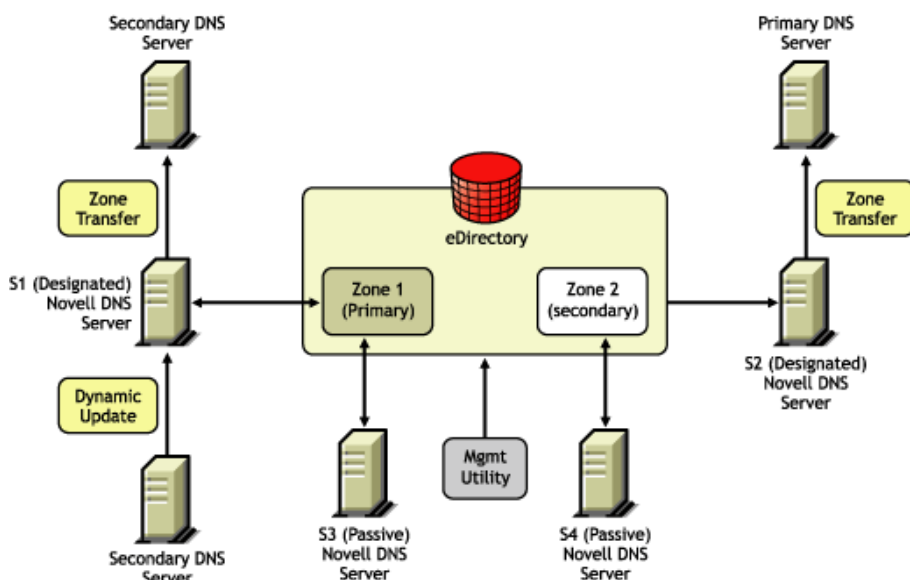 Secondary DNS
Server
Primary DNS
Server
Zone
Transfer
eDirectory
Zone
Transfer
S1 (Designated)
Novell DNS
Server
Zone 1
(Primary)
Zone 2
(secondary)
S2 (Designated)
Novell DNS
Server
Dynamic
Update
Mgmt
Utility
S3 (Passive)
Novell DNS
Server
S4 (Passive)
Novell DNS
Server
Secondary DNS
Server